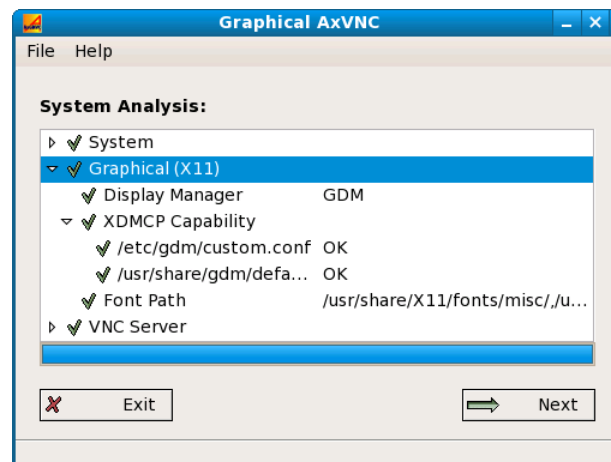 Graphical AxVNC
File Help
System Analysis:
System
Graphical (X11)
Display Manager GDM
XDMCP Capability
/etc/gdm/custom.conf OK
/usr/share/gdm/defa... OK
Font Path /usr/share/X11/fonts/misc/,/u...
VNC Server
Exit Next